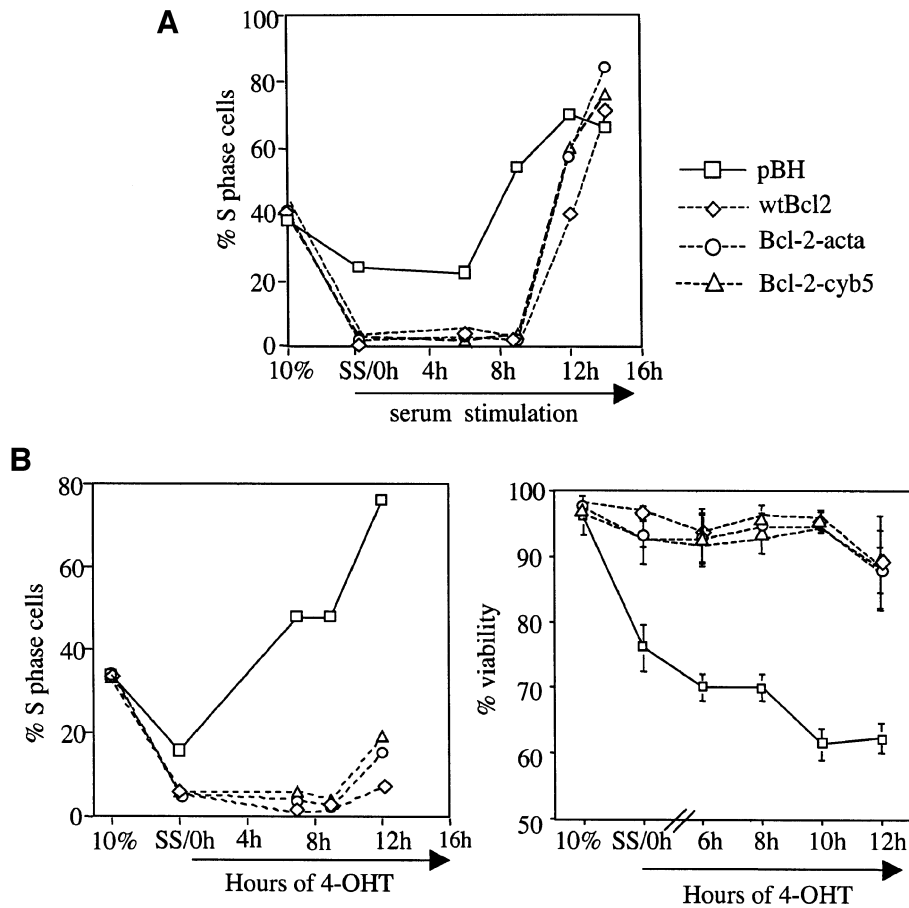 A
100
80
60
40
20
0
% S phase cells
10% SS/0h 4h 8h 12h 16h
serum stimulation
pBH
wtBcl2
Bcl-2-acta
Bcl-2-cyb5
B
80
60
40
20
0
% S phase cells
10% SS/0h 4h 8h 12h 16h
Hours of 4-OHT
100
90
80
70
60
50
% viability
10% SS/0h 6h 8h 10h 12h
Hours of 4-OHT